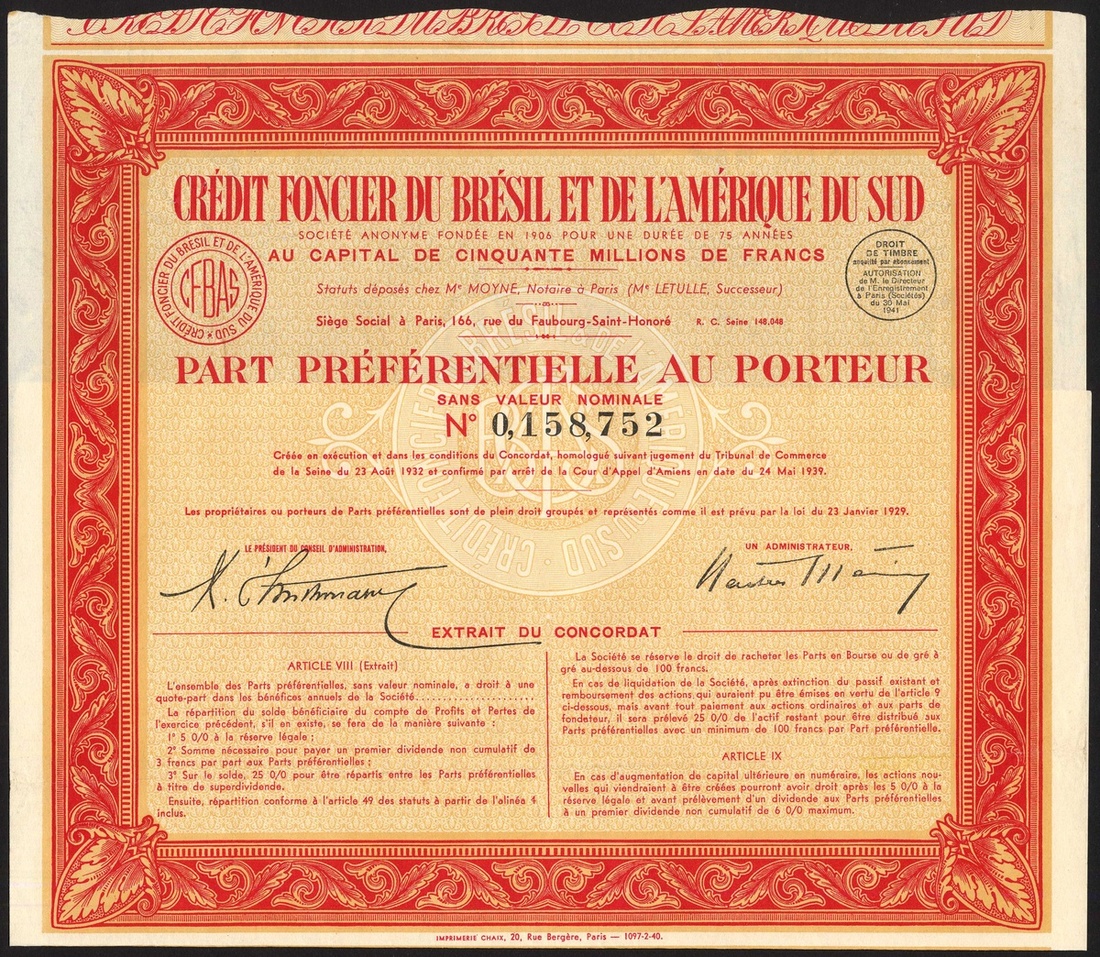 CRÉDIT FONCIER DU BRÉSIL ET DE L'AMÉRIQUE DU SUD
SOCIÉTÉ ANONYME FONDÉE EN 1906 POUR UNE DURÉE DE 75 ANNÉES
AU CAPITAL DE CINQUANTE MILLIONS DE FRANCS
Statuts déposés chez Me MOYNE, Notaire à Paris (Me LETULLE, Successeur)
Siège Social à Paris, 166, rue du Faubourg-Saint-Honoré R. C. Seine 148,048
CRÉDIT FONCIER DU BRESIL ET DE L'AMÉRIQUE DU SUD
CFBAS
DROIT
DE TIMBRE
acquitté par abonnement
AUTORISATION
de M. le Directeur
de l'Enregistrement
à Paris (Sociétés)
du 30 Mai
1941
PART PRÉFÉRENTIELLE AU PORTEUR
SANS VALEUR NOMINALE
N° 0,158,752
Créée en exécution et dans les conditions du Concordat, homologué suivant jugement du Tribunal de Commerce
de la Seine du 23 Août 1932 et confirmé par arrêt de la Cour d'Appel d'Amiens en date du 24 Mai 1939.
Les propriétaires ou porteurs de Parts préférentielles sont de plein droit groupés et représentés comme il est prévu par la loi du 23 Janvier 1929.
LE PRÉSIDENT DU CONSEIL D'ADMINISTRATION,
UN ADMINISTRATEUR,
EXTRAIT DU CONCORDAT
ARTICLE VIII (Extrait)
L'ensemble des Parts préférentielles, sans valeur nominale, a droit à une
quote-part dans les bénéfices annuels de la Société....................
La répartition du solde bénéficiaire du compte de Profits et Pertes de
l'exercice précédent, s'il en existe, se fera de la manière suivante :
1° 5 0/0 à la réserve légale ;
2° Somme nécessaire pour payer un premier dividende non cumulatif de
3 francs par part aux Parts préférentielles ;
3° Sur le solde, 25 0/0 pour être répartis entre les Parts préférentielles
à titre de superdividende.
Ensuite, répartition conforme à l'article 49 des statuts à partir de l'alinéa 4
inclus.
La Société se réserve le droit de racheter les Parts en Bourse ou de gré à
gré au-dessous de 100 francs.
En cas de liquidation de la Société, après extinction du passif existant et
remboursement des actions qui auraient pu être émises en vertu de l'article 9
ci-dessous, mais avant tout paiement aux actions ordinaires et aux parts de
fondateur, il sera prélevé 25 0/0 de l'actif restant pour être distribué aux
Parts préférentielles avec un minimum de 100 francs par Part préférentielle.
ARTICLE IX
En cas d'augmentation de capital ultérieure en numéraire, les actions nou-
velles qui viendraient à être créées pourront avoir droit après les 5 0/0 à la
réserve légale et avant prélèvement d'un dividende aux Parts préférentielles
à un premier dividende non cumulatif de 6 0/0 maximum.
IMPRIMERIE CHAIX, 20, Rue Bergère, Paris — 1097-2-40.